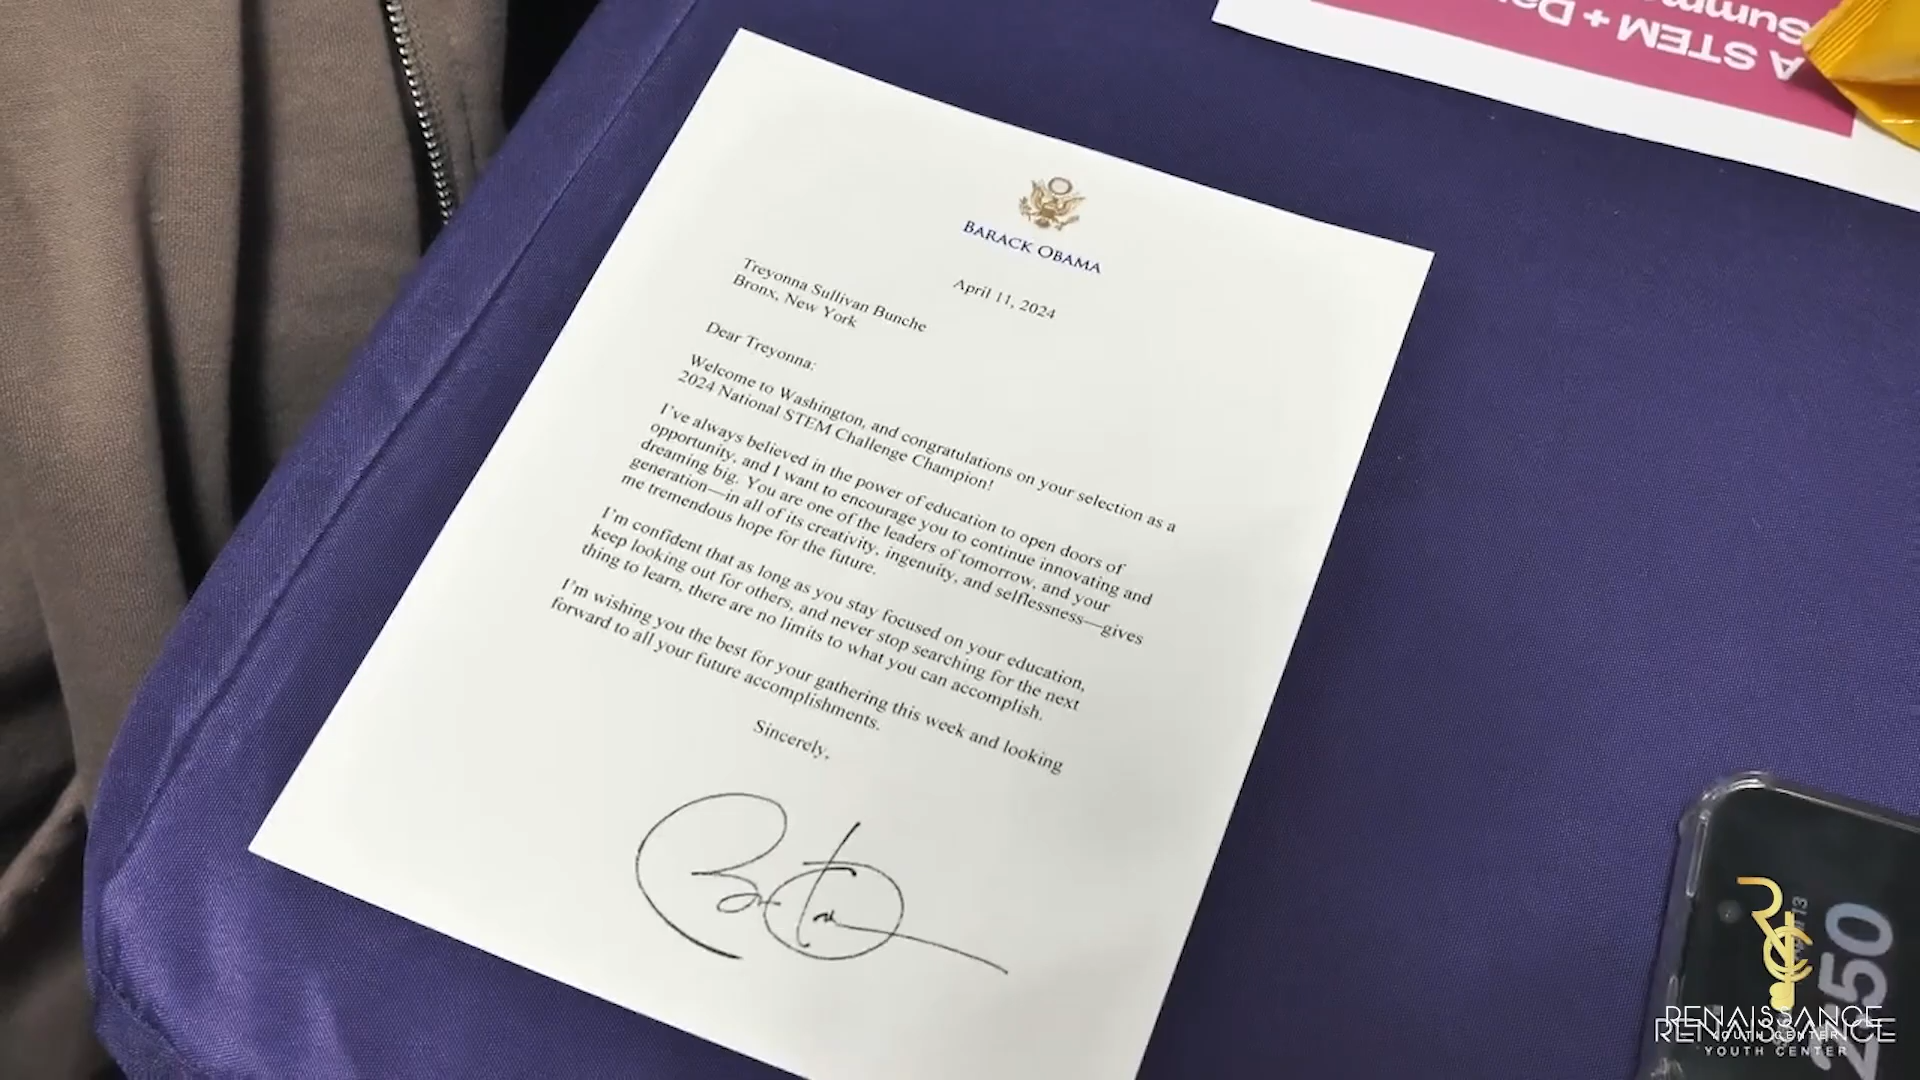 A STEM + Da
Summ
BARACK OBAMA
April 11, 2024
Treyonna Sullivan Bunche
Bronx, New York
Dear Treyonna:
Welcome to Washington, and congratulations on your selection as a
2024 National STEM Challenge Champion!
I've always believed in the power of education to open doors of
opportunity, and I want to encourage you to continue innovating and
dreaming big. You are one of the leaders of tomorrow, and your
generation—in all of its creativity, ingenuity, and selflessness—gives
me tremendous hope for the future.
I'm confident that as long as you stay focused on your education,
keep looking out for others, and never stop searching for the next
thing to learn, there are no limits to what you can accomplish.
I'm wishing you the best for your gathering this week and looking
forward to all your future accomplishments.
Sincerely,
RENAISSANCE
YOUTH CENTER
RENAISSANCE
YOUTH CENTER